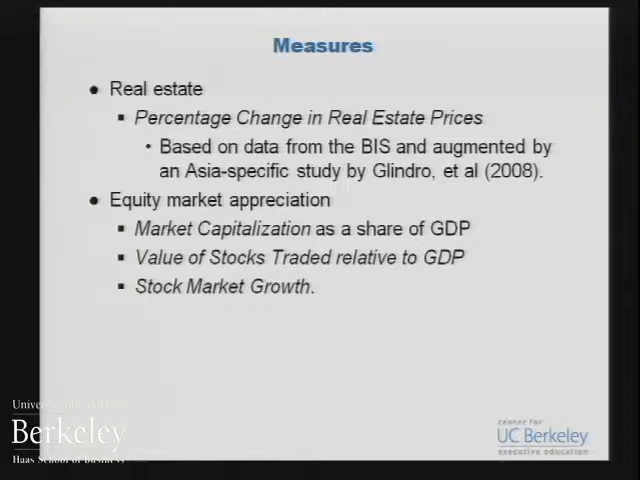 Measures
• Real estate
▪ Percentage Change in Real Estate Prices
• Based on data from the BIS and augmented by
an Asia-specific study by Glindro, et al (2008).
• Equity market appreciation
▪ Market Capitalization as a share of GDP
▪ Value of Stocks Traded relative to GDP
▪ Stock Market Growth.
Berkeley
Haas School of Business
center for
UC Berkeley
executive education